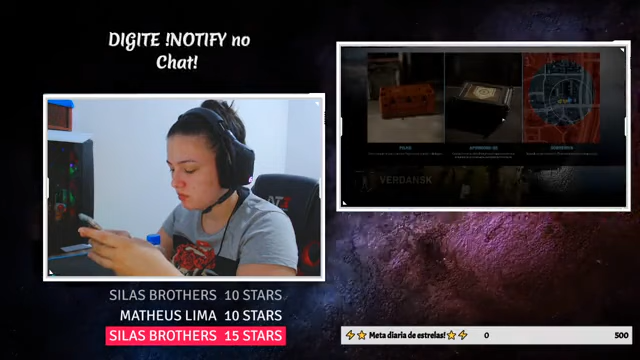 DIGITE !NOTIFY no
Chat!
VERDANSK
SILAS BROTHERS 10 STARS
MATHEUS LIMA 10 STARS
SILAS BROTHERS 15 STARS
⚡⭐ Meta diaria de estrelas! ⭐⚡ 0 500